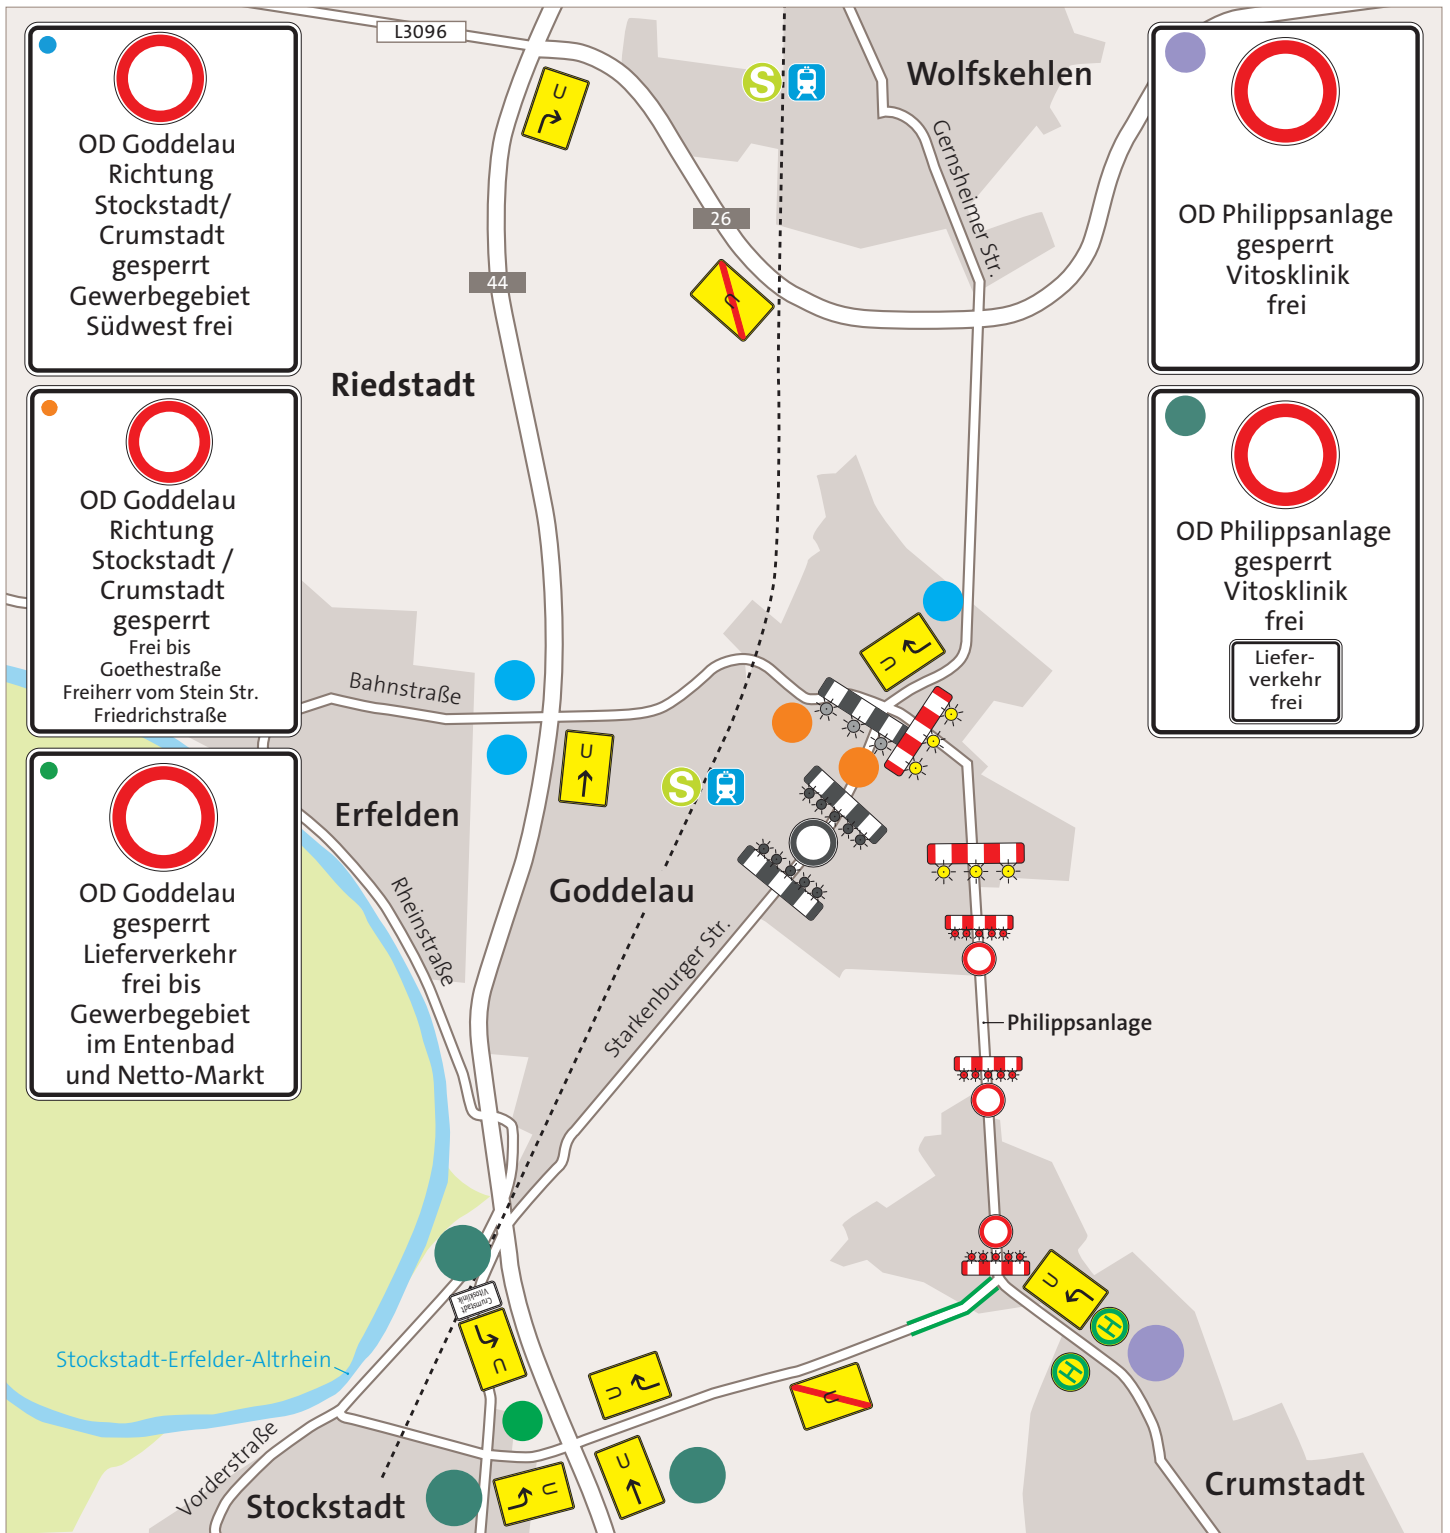 L3096
OD Goddelau
Richtung
Stockstadt/
Crumstadt
gesperrt
Gewerbegebiet
Südwest frei
OD Goddelau
Richtung
Stockstadt /
Crumstadt
gesperrt
Frei bis
Goethestraße
Freiherr vom Stein Str.
Friedrichstraße
OD Goddelau
gesperrt
Lieferverkehr
frei bis
Gewerbegebiet
im Entenbad
und Netto-Markt
OD Philippsanlage
gesperrt
Vitosklinik
frei
OD Philippsanlage
gesperrt
Vitosklinik
frei
Liefer-
verkehr
frei
U
S
Wolfskehlen
Gernsheimer Str.
26
44
U
Riedstadt
U
Bahnstraße
U
S
Erfelden
Goddelau
Rheinstraße
Starkenburger Str.
Philippsanlage
Crumstadt
Vitosklinik
U
U
H
H
Stockstadt-Erfelder-Altrhein
U
U
Vorderstraße
U
U
Stockstadt
Crumstadt